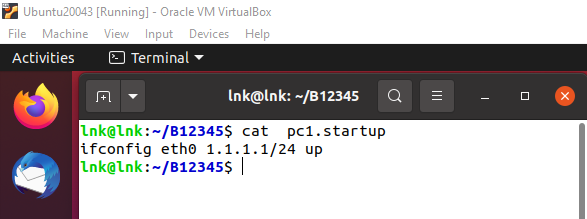 Ubuntu20043 [Running] - Oracle VM VirtualBox
File Machine View Input Devices Help
Activities Terminal
lnk@lnk: ~/B12345
lnk@lnk:~/B12345$ cat  pc1.startup
ifconfig eth0 1.1.1.1/24 up
lnk@lnk:~/B12345$